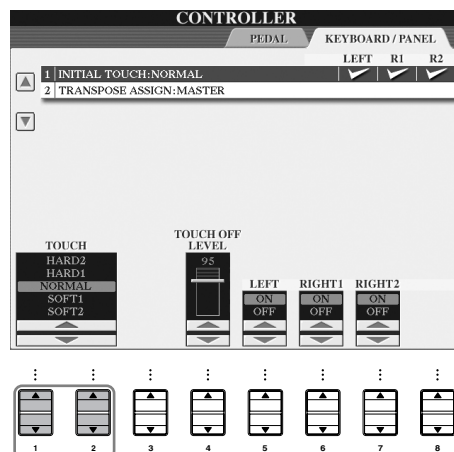 CONTROLLER
PEDAL KEYBOARD / PANEL
LEFT R1 R2
1 INITIAL TOUCH:NORMAL
2 TRANSPOSE ASSIGN:MASTER
TOUCH
HARD2
HARD1
NORMAL
SOFT1
SOFT2
TOUCH OFF
LEVEL
95
LEFT RIGHT1 RIGHT2
ON ON ON
OFF OFF OFF
1 2 3 4 5 6 7 8